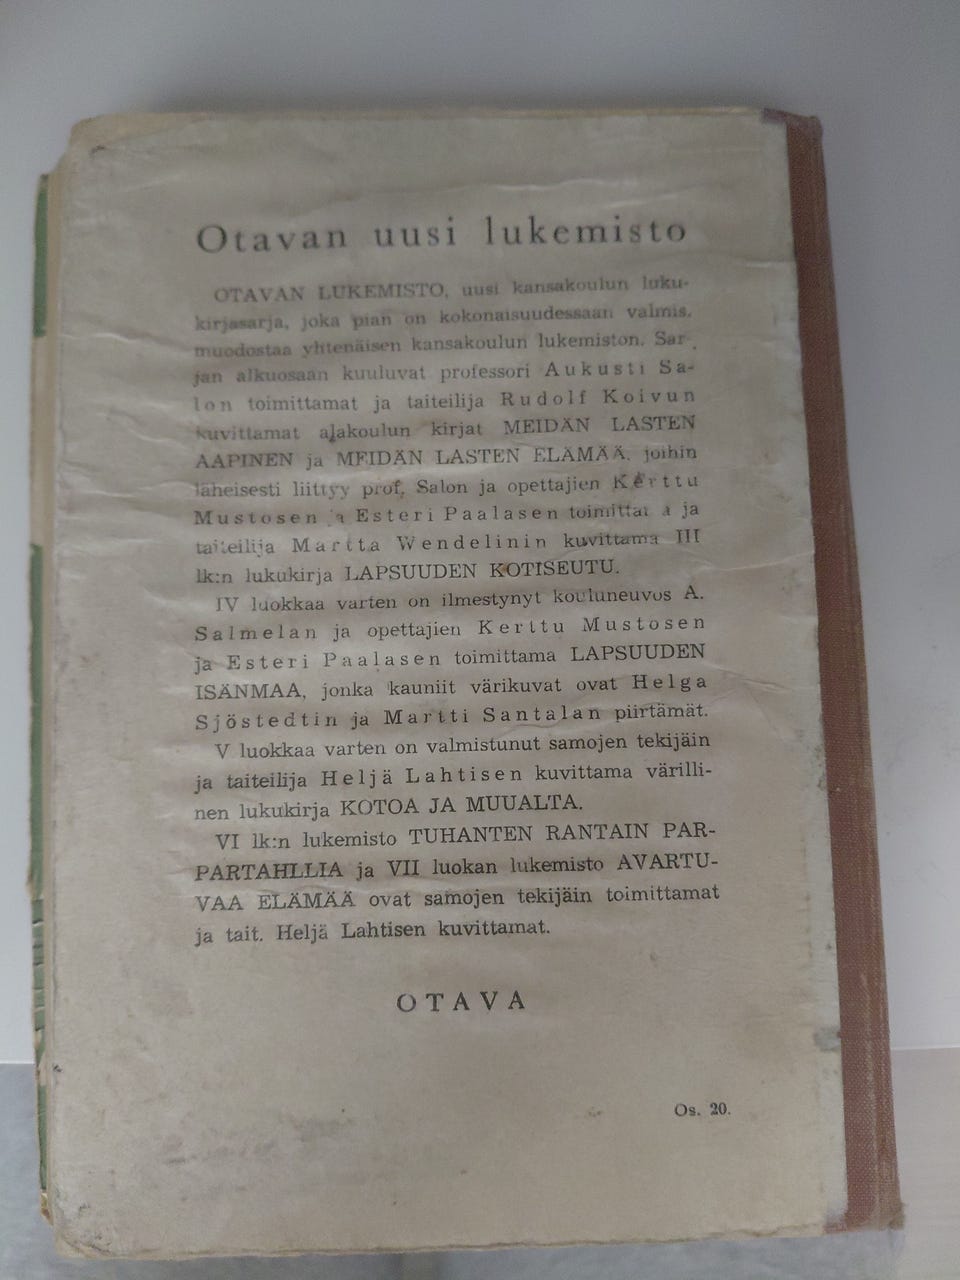 Otavan uusi lukemisto
OTAVAN LUKEMISTO, uusi kansakoulun luku-
kirjasarja, joka pian on kokonaisuudessaan valmis,
muodostaa yhtenäisen kansakoulun lukemiston. Sar-
jan alkuosaan kuuluvat professori Aukusti Sa-
lon toimittamat ja taiteilija Rudolf Koivun
kuvittamat alakoulun kirjat MEIDÄN LASTEN
AAPINEN ja MEIDÄN LASTEN ELÄMÄÄ, joihin
läheisesti liittyy prof. Salon ja opettajien Kerttu
Mustosen ja Esteri Paalasen toimittama ja
taiteilija Martta Wendelinin kuvittama III
lk:n lukukirja LAPSUUDEN KOTISEUTU.
IV luokkaa varten on ilmestynyt kouluneuvos A.
Salmelan ja opettajien Kerttu Mustosen
ja Esteri Paalasen toimittama LAPSUUDEN
ISÄNMAA, jonka kauniit värikuvat ovat Helga
Sjöstedtin ja Martti Santalan piirtämät.
V luokkaa varten on valmistunut samojen tekijäin
ja taiteilija Heljä Lahtisen kuvittama värilli-
nen lukukirja KOTOA JA MUUALTA.
VI lk:n lukemisto TUHANTEN RANTAIN PAR-
PARTAHLLIA ja VII luokan lukemisto AVARTU-
VAA ELÄMÄÄ ovat samojen tekijäin toimittamat
ja tait. Heljä Lahtisen kuvittamat.
OTAVA
Os. 20.